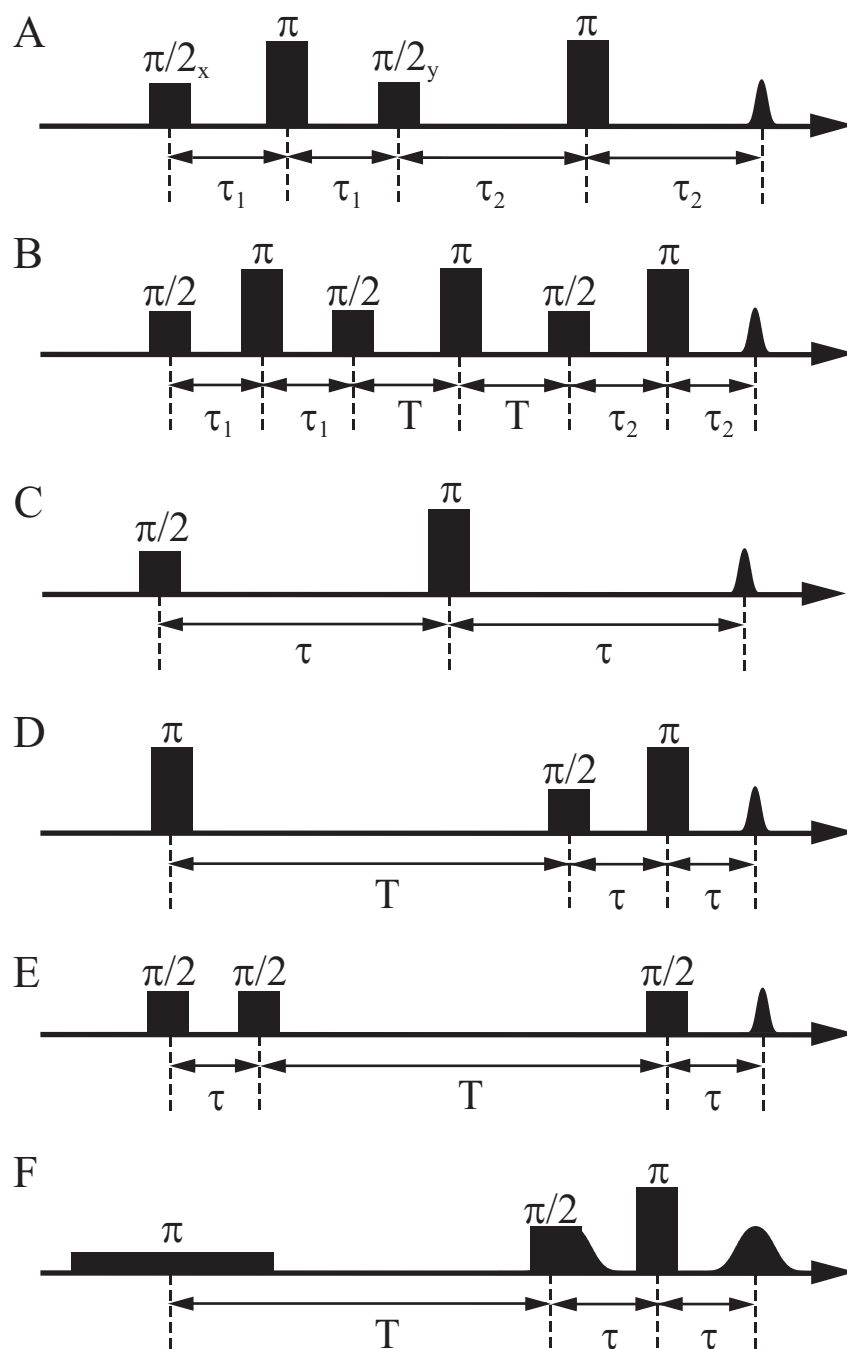 A
π/2x π π/2y π
τ1 τ1 τ2 τ2
B
π/2 π π/2 π π/2 π
τ1 τ1 T T τ2 τ2
C
π/2 π
τ τ
D
π π/2 π
T τ τ
E
π/2 π/2 π/2
τ T τ
F
π π/2 π
T τ τ